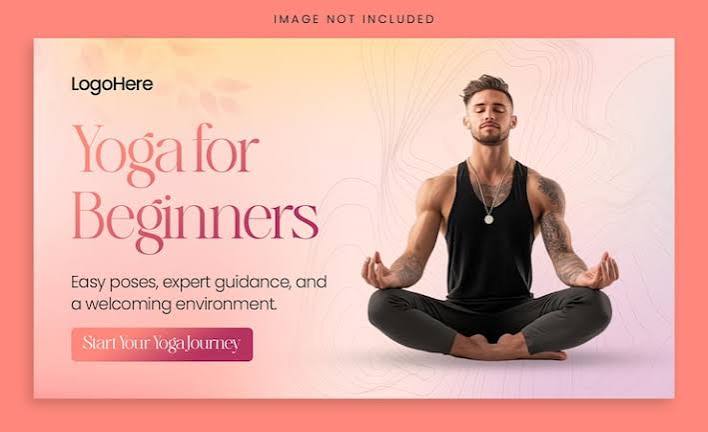 IMAGE NOT INCLUDED
LogoHere
Yoga for
Beginners
Easy poses, expert guidance, and
a welcoming environment.
Start Your Yoga Journey